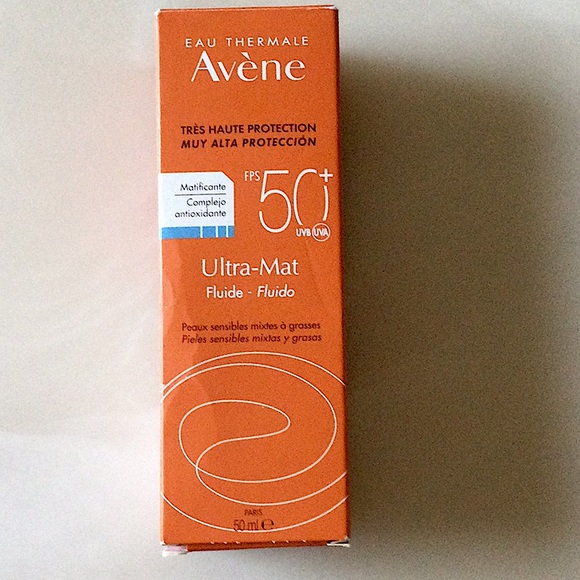 EAU THERMALE
Avène
TRÈS HAUTE PROTECTION
MUY ALTA PROTECCIÓN
Matificante
Complejo
antioxidante
FPS 50+
UVB UVA
Ultra-Mat
Fluide - Fluido
Peaux sensibles mixtes à grasses
Pieles sensibles mixtas y grasas
PARIS
50 ml e